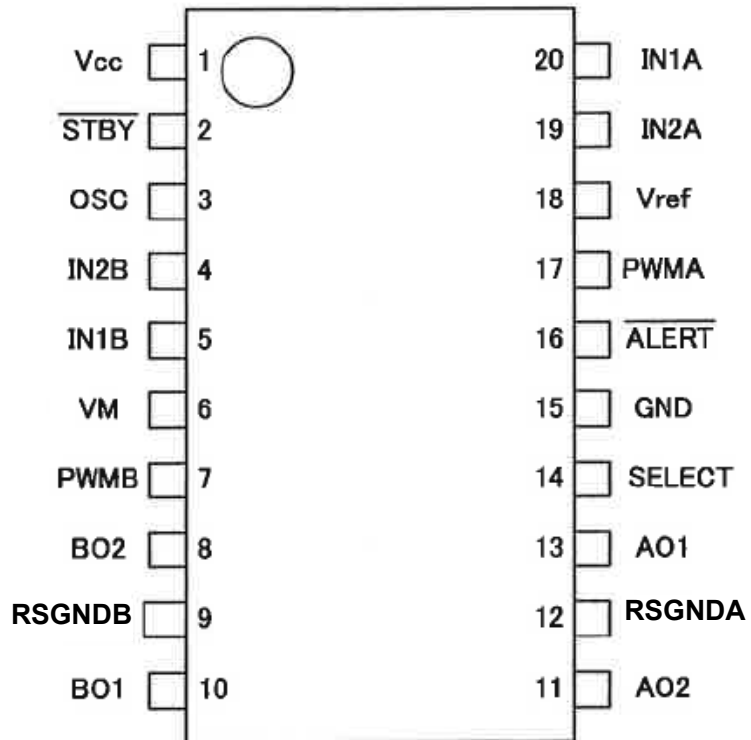 Vcc 1 20 IN1A
STBY 2 19 IN2A
OSC 3 18 Vref
IN2B 4 17 PWMA
IN1B 5 16 ALERT
VM 6 15 GND
PWMB 7 14 SELECT
BO2 8 13 AO1
RSGNDB 9 12 RSGNDA
BO1 10 11 AO2